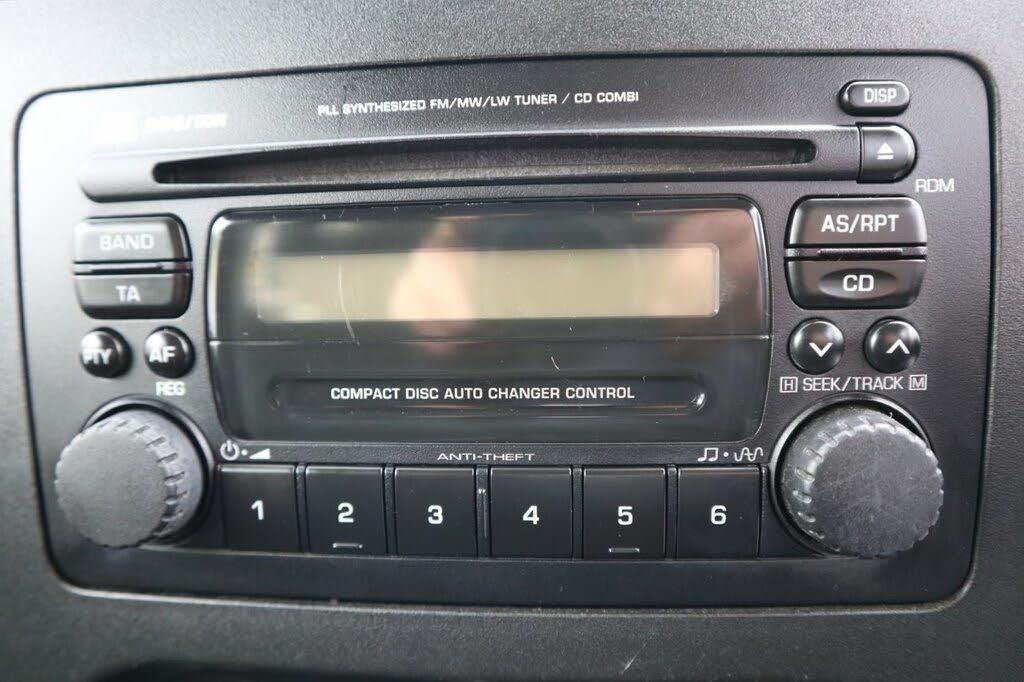 PLL SYNTHESIZED FM/MW/LW TUNER / CD COMBI
DISP
RDM
BAND
AS/RPT
TA
CD
PTY
AF
REG
H SEEK/TRACK M
COMPACT DISC AUTO CHANGER CONTROL
ANTI-THEFT
1
2
3
4
5
6